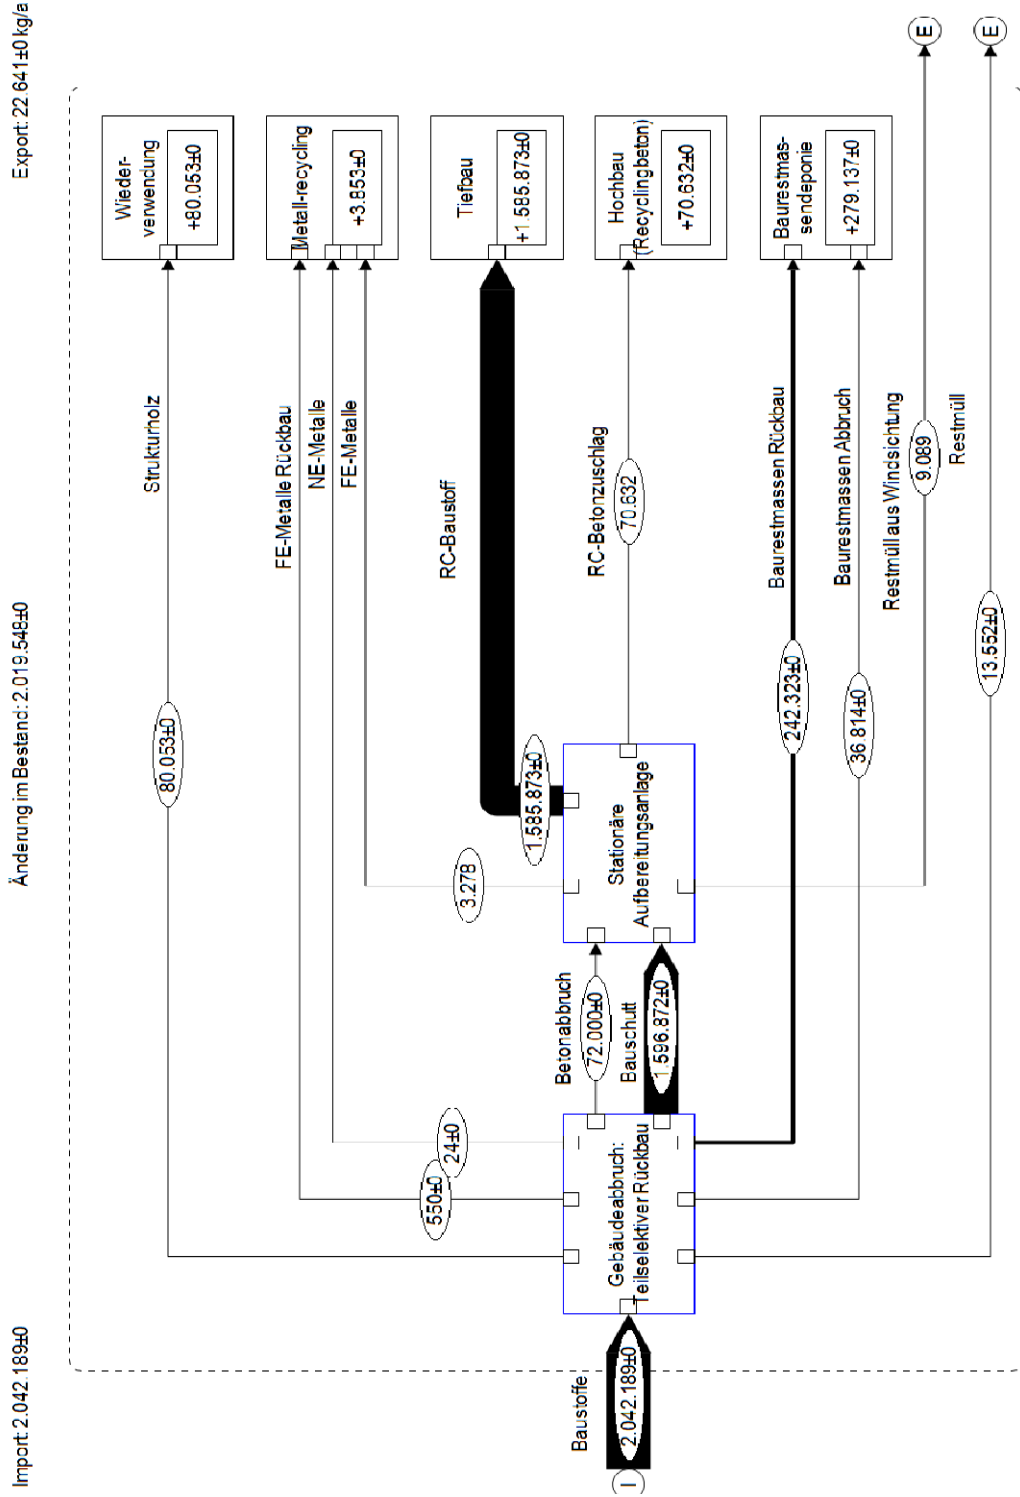 Import: 2.042.189±0
Änderung im Bestand: 2.019.548±0
Export: 22.641±0 kg/a
Strukturholz
80.053±0
Wieder-
verwendung
+80.053±0
FE-Metalle Rückbau
550±0
NE-Metalle
24±0
FE-Metalle
3.278
Metall-recycling
+3.853±0
RC-Baustoff
1.585.873±0
Tiefbau
+1.585.873±0
Baustoffe
I
2.042.189±0
Gebäudeabbruch:
Teilselektiver Rückbau
Betonabbruch
72.000±0
Bauschutt
1.596.872±0
Stationäre
Aufbereitungsanlage
RC-Betonzuschlag
70.632
Hochbau
(Recyclingbeton)
+70.632±0
Baurestmassen Rückbau
242.323±0
Baurestmassen Abbruch
36.814±0
Baurestmas-
sendeponie
+279.137±0
Restmüll aus Windsichtung
9.089
E
Restmüll
13.552±0
E